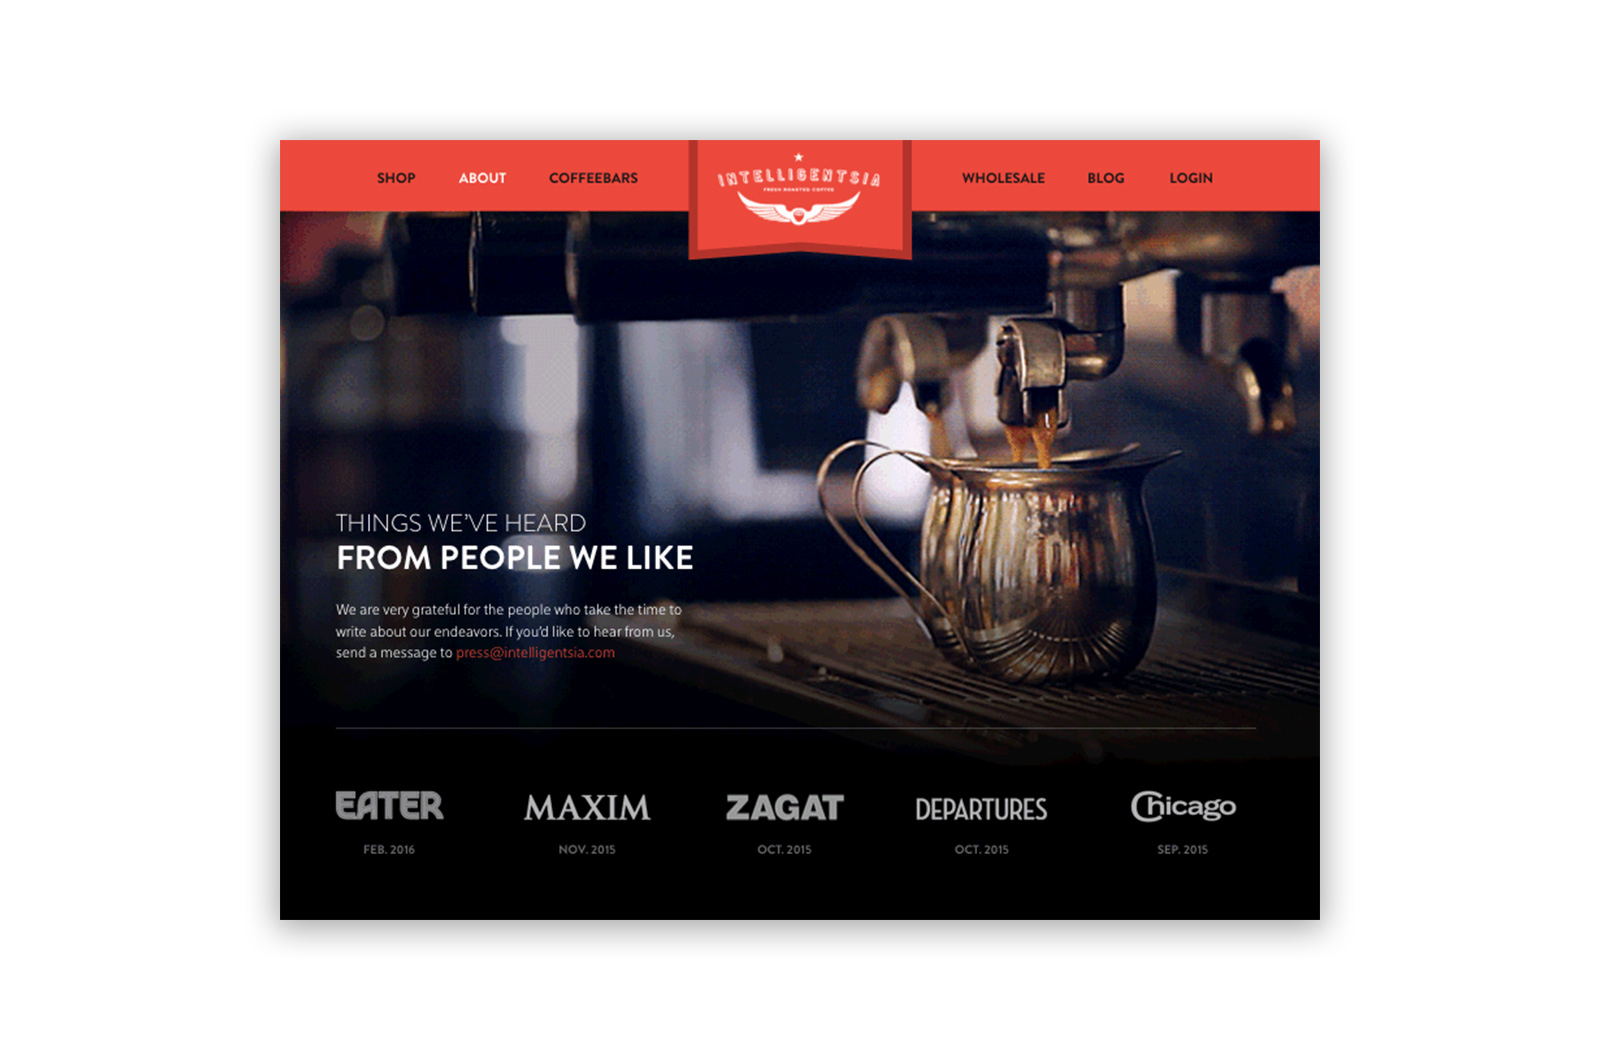 SHOP
ABOUT
COFFEEBARS
INTELLIGENTSIA
FRESH ROASTED COFFEE
WHOLESALE
BLOG
LOGIN
THINGS WE'VE HEARD
FROM PEOPLE WE LIKE
We are very grateful for the people who take the time to
write about our endeavors. If you'd like to hear from us,
send a message to press@intelligentsia.com
EATER
MAXIM
ZAGAT
DEPARTURES
Chicago
FEB. 2016
NOV. 2015
OCT. 2015
OCT. 2015
SEP. 2015